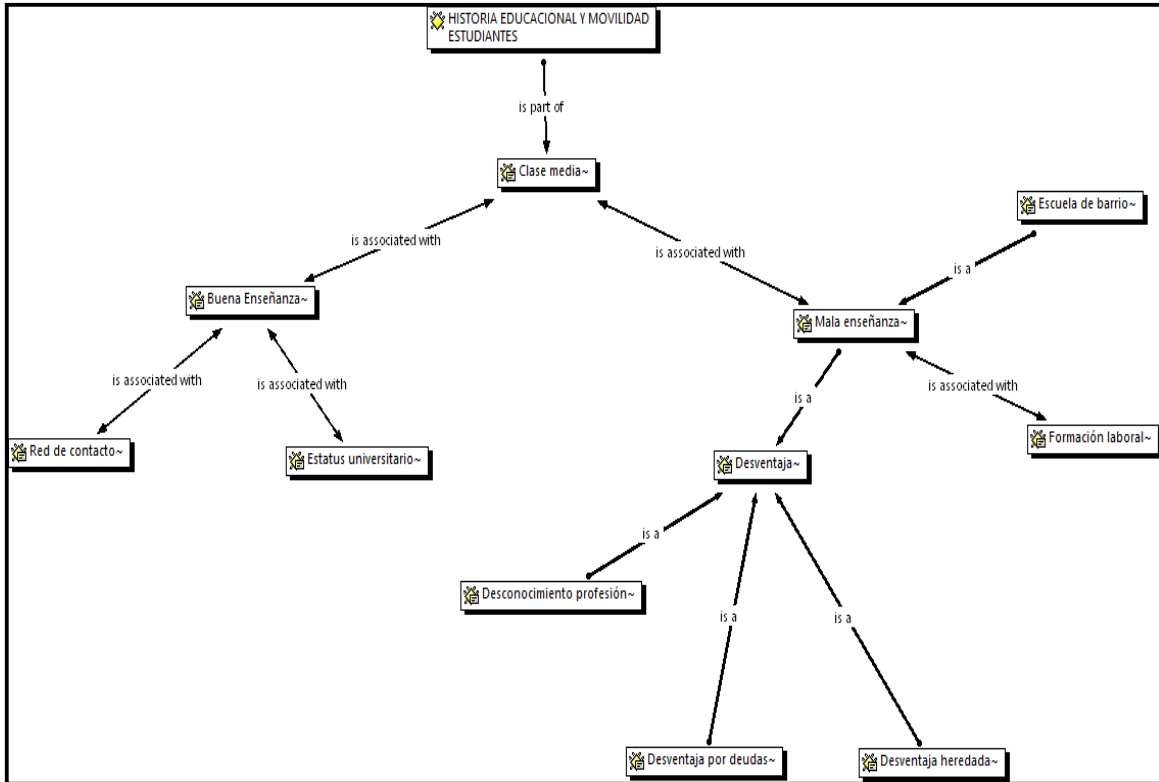 HISTORIA EDUCACIONAL Y MOVILIDAD
ESTUDIANTES
is part of
Clase media~
Escuela de barrio~
is associated with
is associated with
is a
Buena Enseñanza~
Mala enseñanza~
is associated with
is associated with
is a
is associated with
Red de contacto~
Estatus universitario~
Desventaja~
Formación laboral~
is a
Desconocimiento profesión~
is a
is a
Desventaja por deudas~
Desventaja heredada~